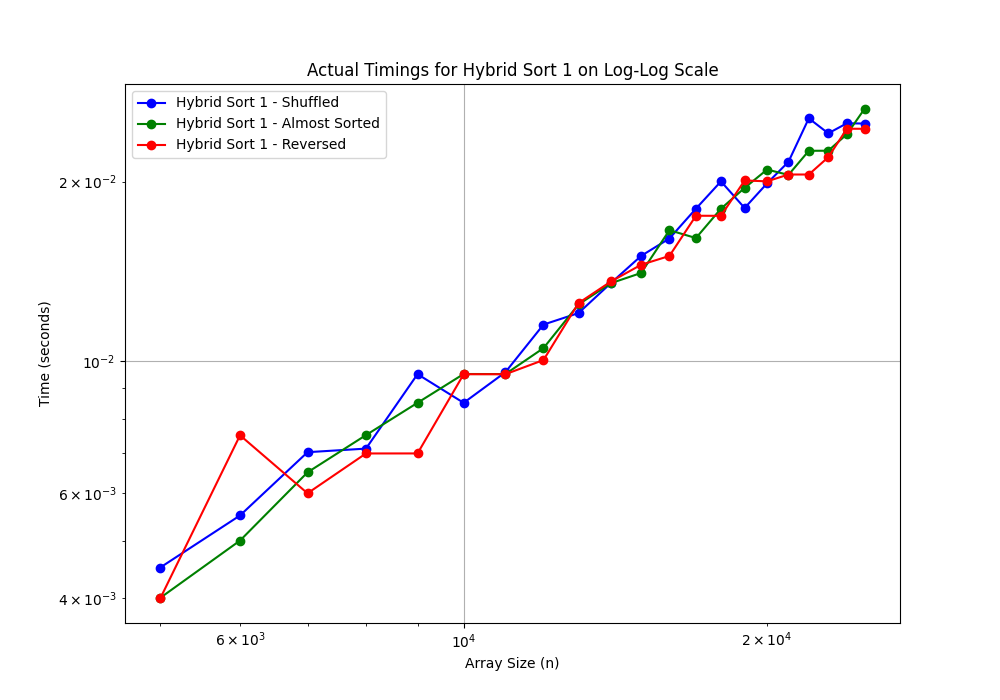 Actual Timings for Hybrid Sort 1 on Log-Log Scale
Hybrid Sort 1 - Shuffled
Hybrid Sort 1 - Almost Sorted
Hybrid Sort 1 - Reversed
Time (seconds)
2 × 10⁻²
10⁻²
6 × 10⁻³
4 × 10⁻³
6 × 10³
10⁴
2 × 10⁴
Array Size (n)